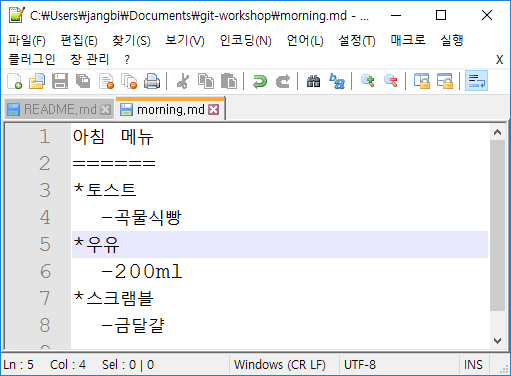 C:₩Users₩jangbi₩Documents₩git-workshop₩morning.md - ...
파일(F) 편집(E) 찾기(S) 보기(V) 인코딩(N) 언어(L) 설정(T) 매크로 실행
플러그인 창 관리 ? X
README.md morning.md
1 아침 메뉴
2 ======
3 *토스트
4 -곡물식빵
5 *우유
6 -200ml
7 *스크램블
8 -금달걀
Ln : 5 Col : 4 Sel : 0 | 0 Windows (CR LF) UTF-8 INS